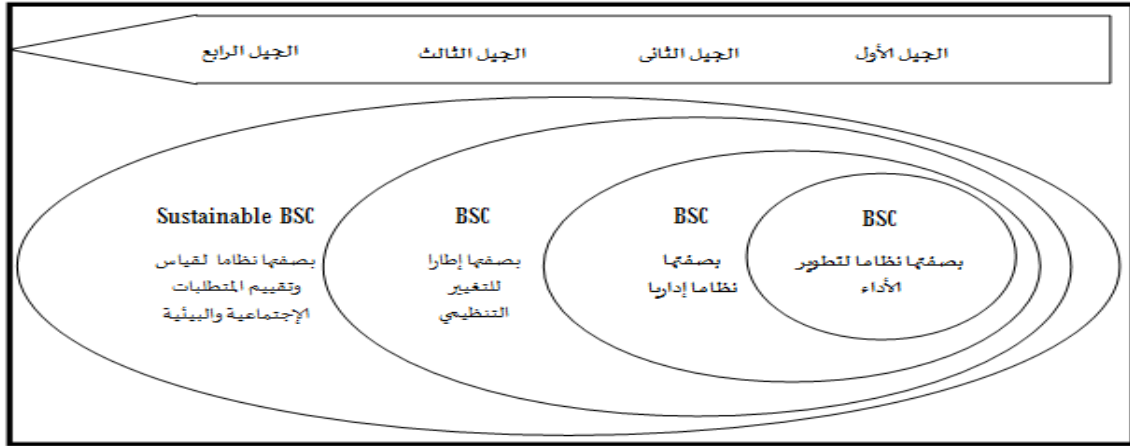 الجيل الأول
الجيل الثانى
الجيل الثالث
الجيل الرابع
BSC
بصفتها نظاما لتطوير
الأداء
BSC
بصفتها
نظاما إداريا
BSC
بصفتها إطارا
للتغيير
التنظيمي
Sustainable BSC
بصفتها نظاما لقياس
وتقييم المتطلبات
الإجتماعية والبيئية